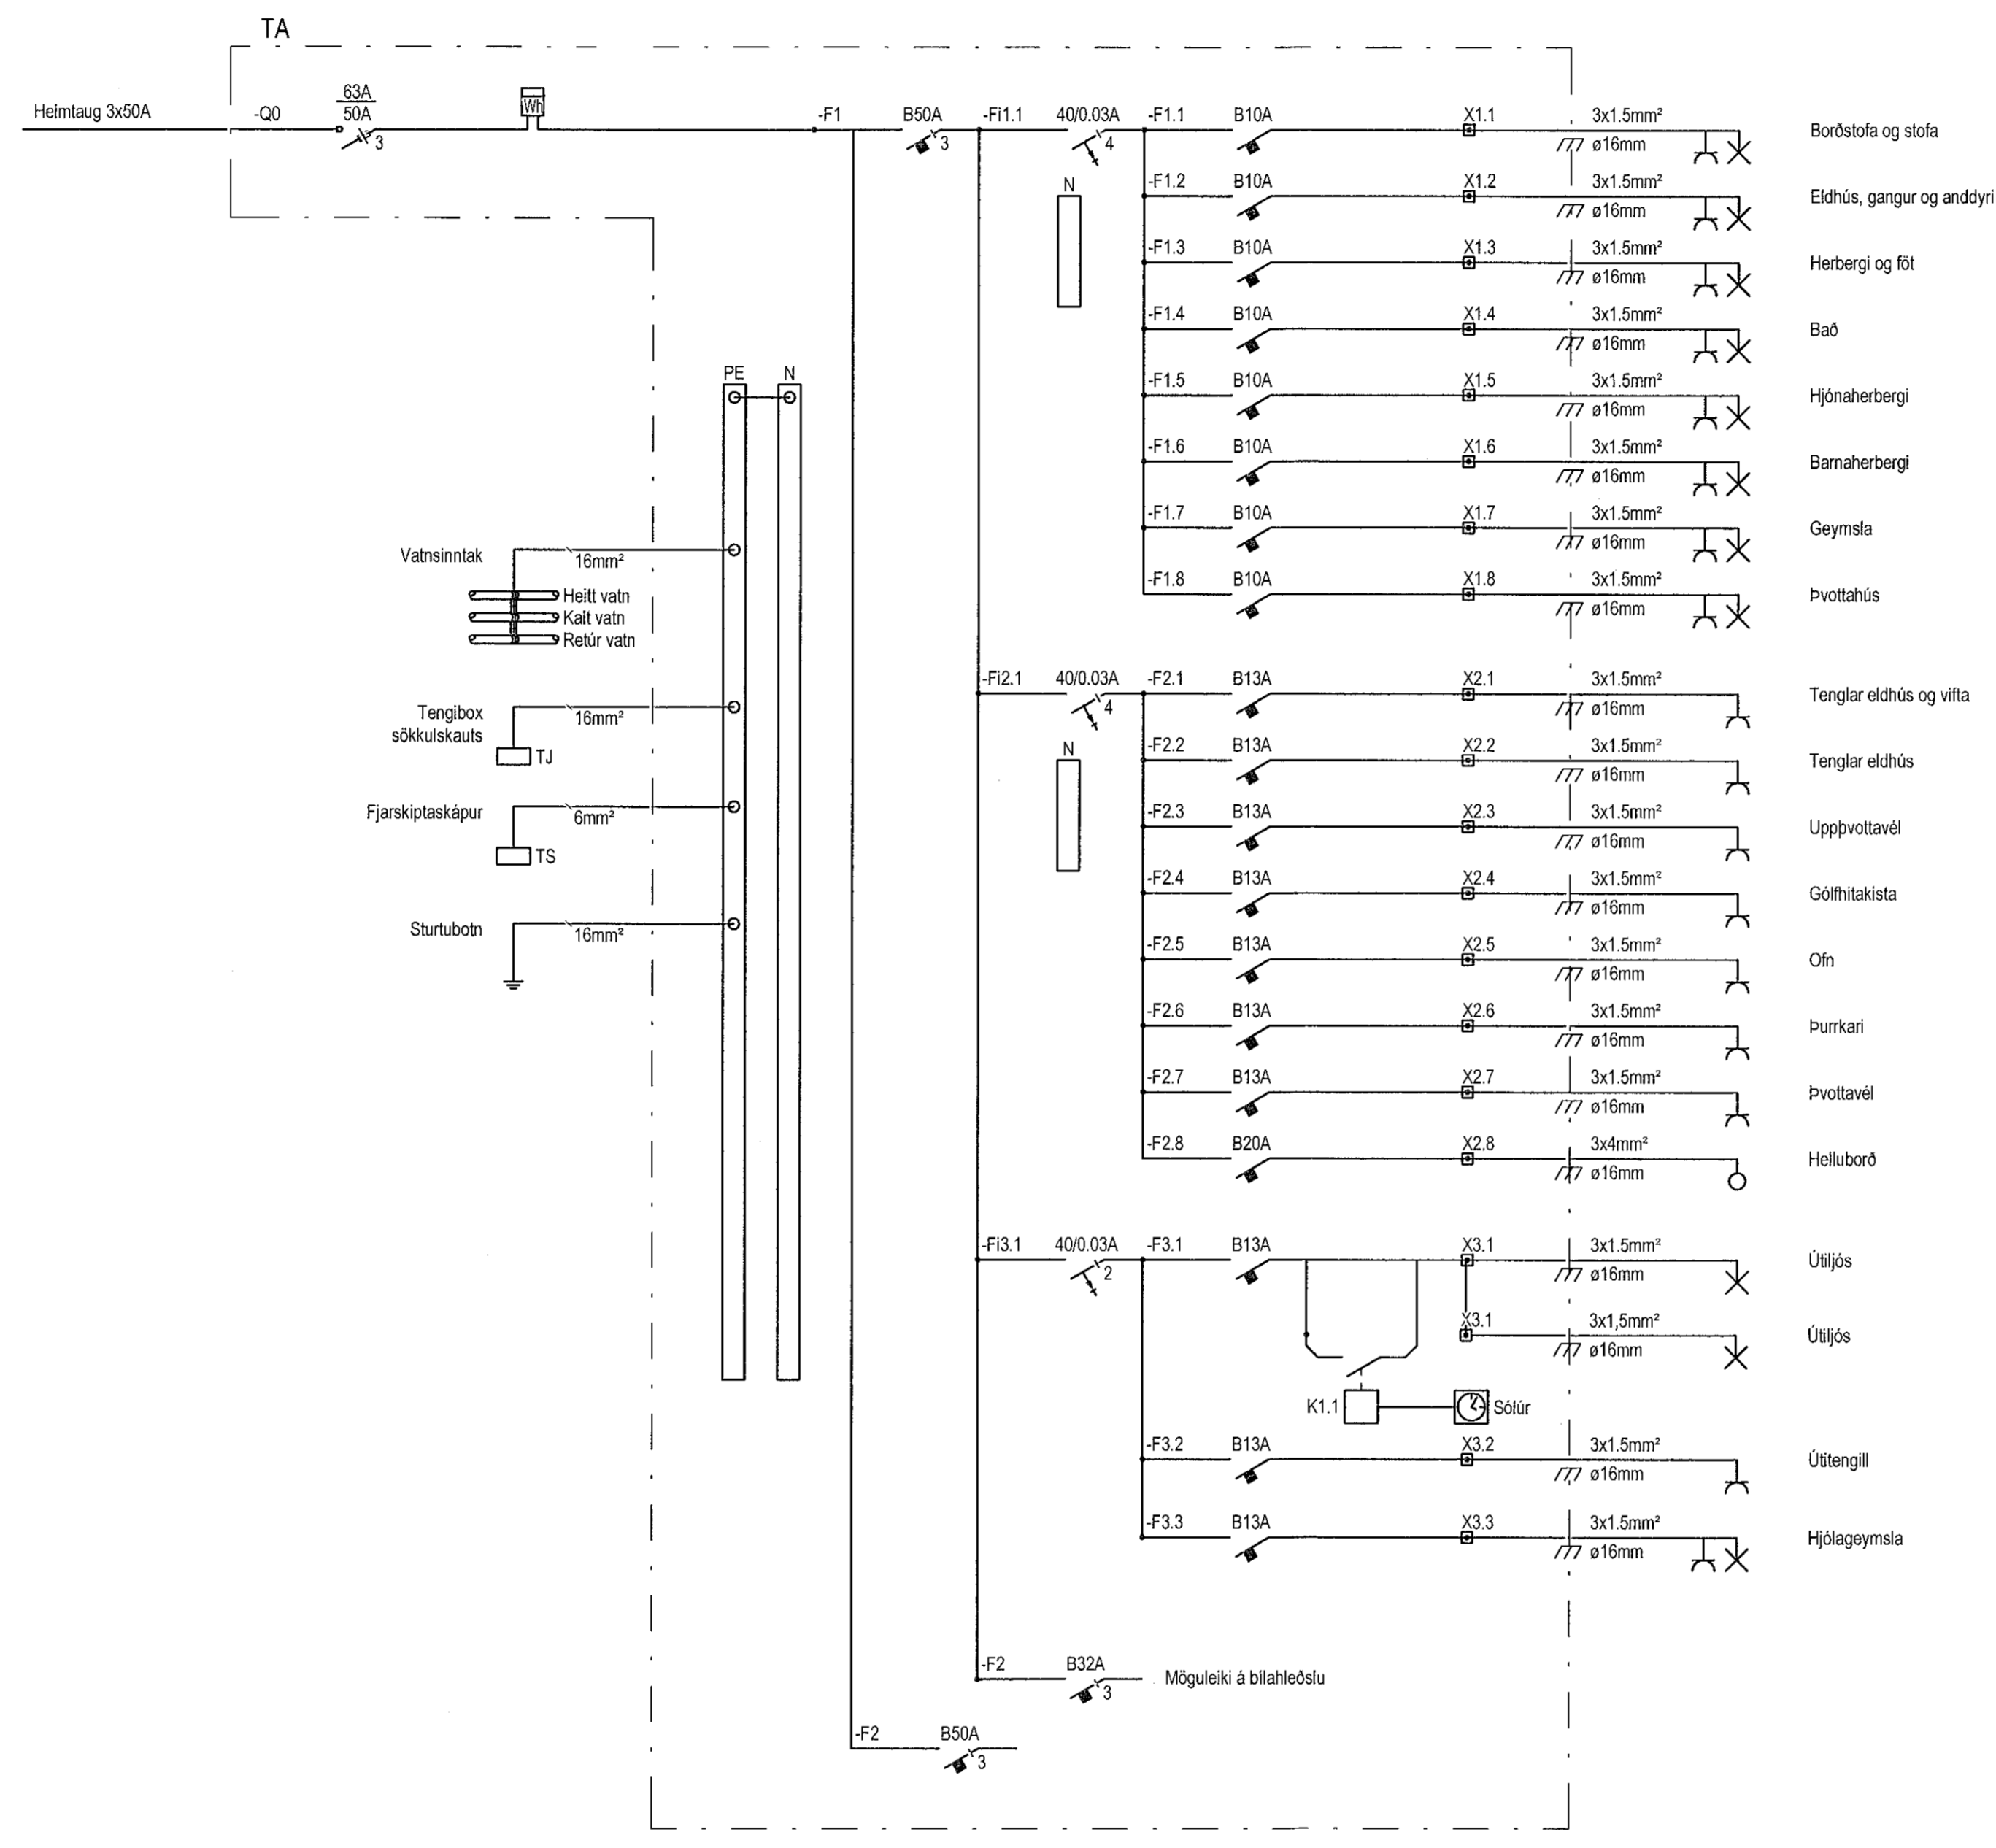 TA
Heimtaug 3x50A
-Q0
63A
50A
3
Wh
-F1
B50A
3
-Fi1.1
40/0.03A
4
N
-F1.1 B10A X1.1 3x1.5mm² ø16mm Borðstofa og stofa
-F1.2 B10A X1.2 3x1.5mm² ø16mm Eldhús, gangur og anddyri
-F1.3 B10A X1.3 3x1.5mm² ø16mm Herbergi og föt
-F1.4 B10A X1.4 3x1.5mm² ø16mm Bað
-F1.5 B10A X1.5 3x1.5mm² ø16mm Hjónaherbergi
-F1.6 B10A X1.6 3x1.5mm² ø16mm Barnaherbergi
-F1.7 B10A X1.7 3x1.5mm² ø16mm Geymsla
-F1.8 B10A X1.8 3x1.5mm² ø16mm Þvottahús
PE N
Vatnsinntak 16mm²
Heitt vatn
Kalt vatn
Retúr vatn
Tengibox
sökkulskauts
16mm²
TJ
Fjarskiptaskápur 6mm²
TS
Sturtubotn 16mm²
-Fi2.1
40/0.03A
4
N
-F2.1 B13A X2.1 3x1.5mm² ø16mm Tenglar eldhús og vifta
-F2.2 B13A X2.2 3x1.5mm² ø16mm Tenglar eldhús
-F2.3 B13A X2.3 3x1.5mm² ø16mm Uppþvottavél
-F2.4 B13A X2.4 3x1.5mm² ø16mm Gólfhitakista
-F2.5 B13A X2.5 3x1.5mm² ø16mm Ofn
-F2.6 B13A X2.6 3x1.5mm² ø16mm Þurrkari
-F2.7 B13A X2.7 3x1.5mm² ø16mm Þvottavél
-F2.8 B20A X2.8 3x4mm² ø16mm Helluborð
-Fi3.1
40/0.03A
2
-F3.1 B13A X3.1 3x1.5mm² ø16mm Útiljós
X3.1 3x1,5mm² ø16mm Útiljós
K1.1
Sólúr
-F3.2 B13A X3.2 3x1.5mm² ø16mm Útitengill
-F3.3 B13A X3.3 3x1.5mm² ø16mm Hjólageymsla
-F2 B32A
3
Möguleiki á bílahleðslu
-F2 B50A
3